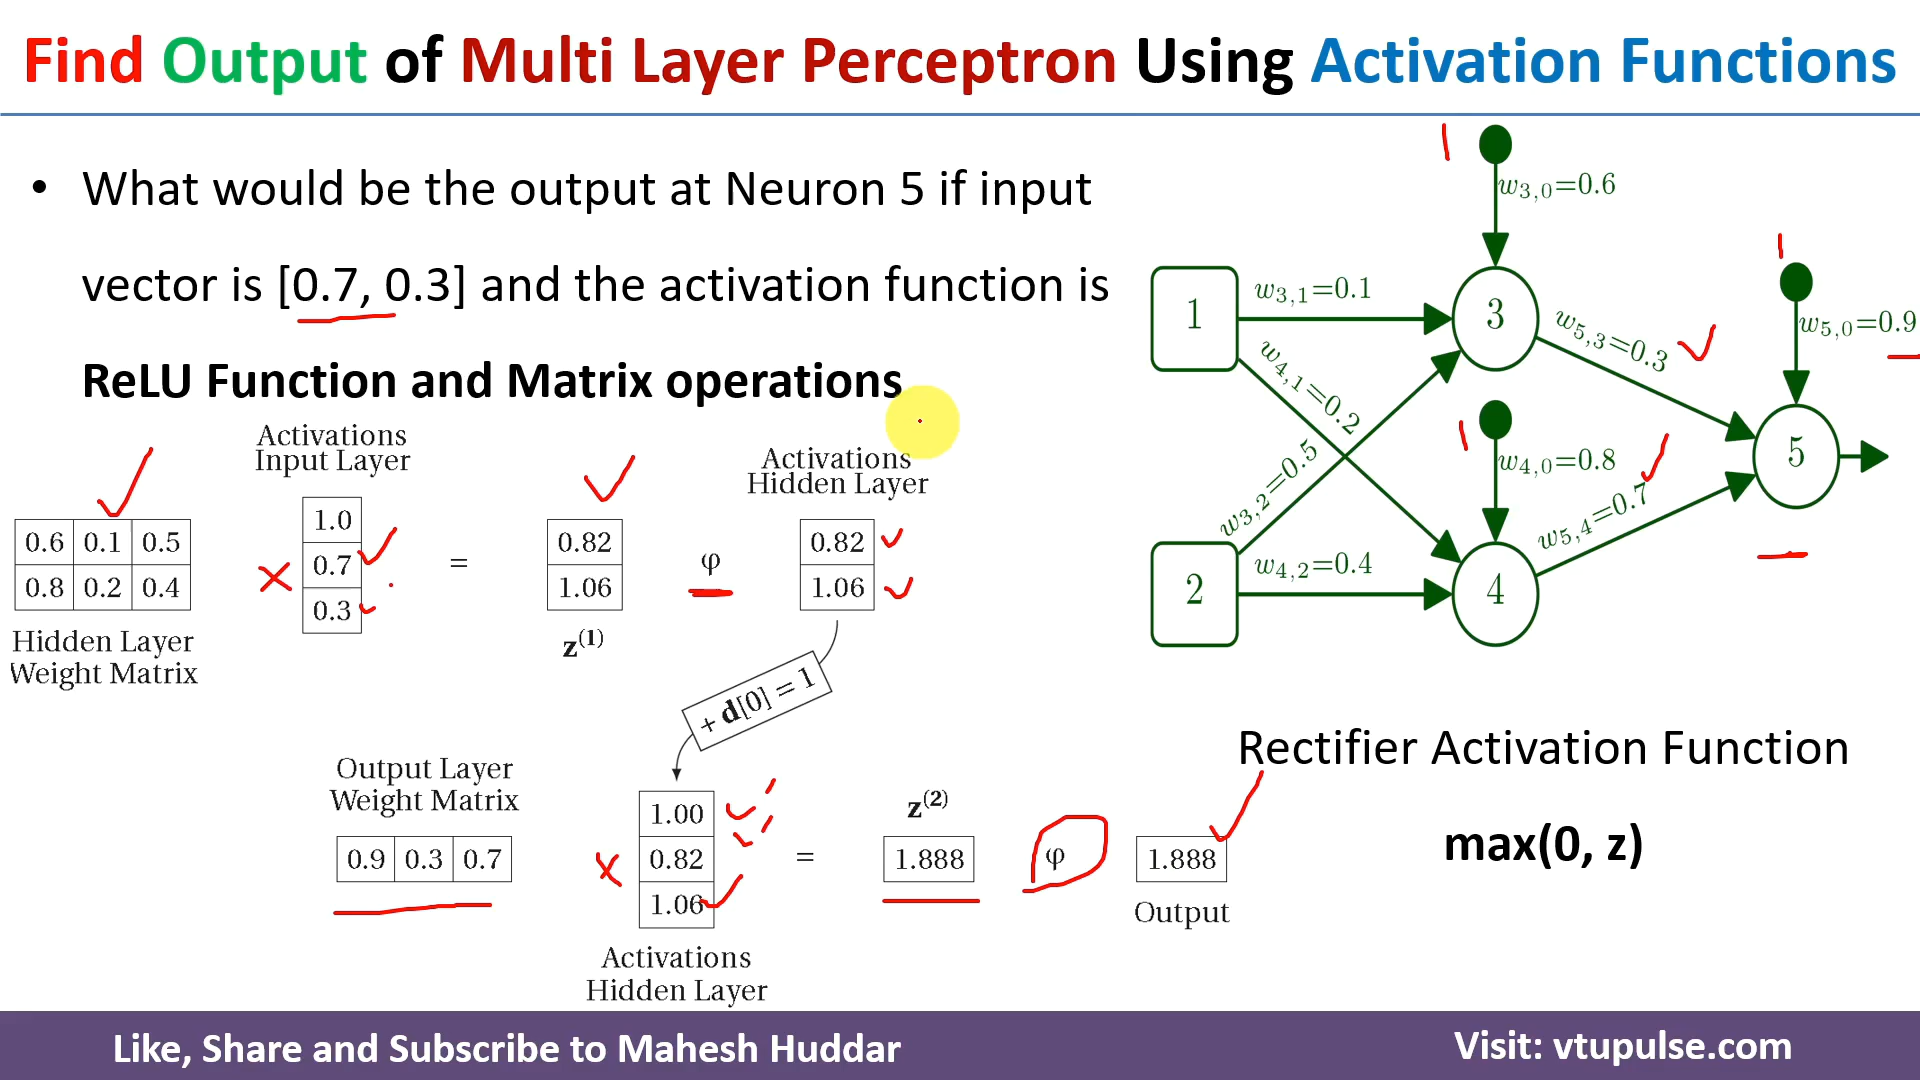 Find Output of Multi Layer Perceptron Using Activation Functions
• What would be the output at Neuron 5 if input
vector is [0.7, 0.3] and the activation function is
ReLU Function and Matrix operations
Activations
Input Layer
0.6 0.1 0.5
0.8 0.2 0.4
Hidden Layer
Weight Matrix
×
1.0
0.7
0.3
=
0.82
1.06
z⁽¹⁾
φ
Activations
Hidden Layer
0.82
1.06
+ d[0] = 1
Output Layer
Weight Matrix
0.9 0.3 0.7
×
1.00
0.82
1.06
Activations
Hidden Layer
=
z⁽²⁾
1.888
φ
1.888
Output
1
w3,0=0.6
1
w3,1=0.1
3
w5,3=0.3
1
w5,0=0.9
w4,1=0.2
w3,2=0.5
1
w4,0=0.8
5
2
w4,2=0.4
4
w5,4=0.7
Rectifier Activation Function
max(0, z)
Like, Share and Subscribe to Mahesh Huddar
Visit: vtupulse.com